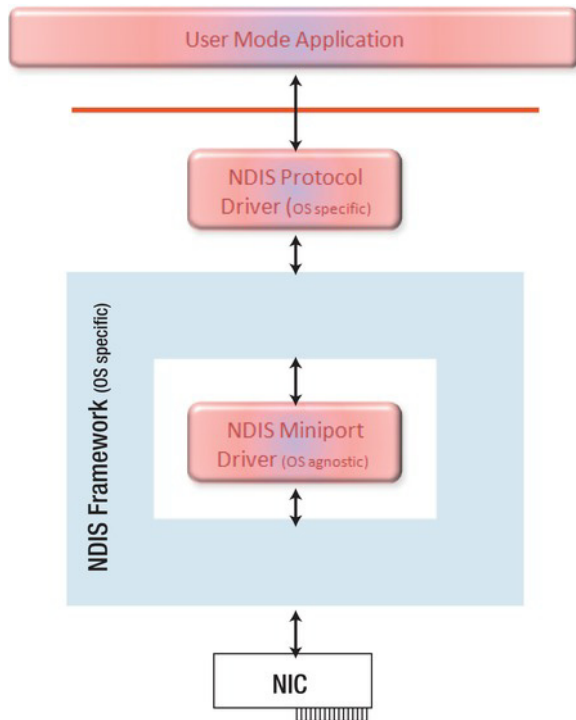 User Mode Application
NDIS Protocol
Driver (OS specific)
NDIS Framework (OS specific)
NDIS Miniport
Driver (OS agnostic)
NIC